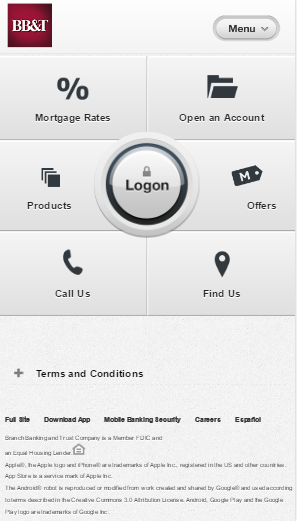 BB&T
Menu
%
Mortgage Rates
Open an Account
M
Logon
Products
Offers
Call Us
Find Us
+ Terms and Conditions
Full Site Download App Mobile Banking Security Careers Español
Branch Banking and Trust Company is a Member FDIC and
an Equal Housing Lender.
Apple®, the Apple logo and iPhone® are trademarks of Apple Inc., registered in the US and other countries.
App Store is a service mark of Apple Inc.
The Android® robot is reproduced or modified from work created and shared by Google® and used according
to terms described in the Creative Commons 3.0 Attribution License. Android, Google Play and the Google
Play logo are trademarks of Google Inc.